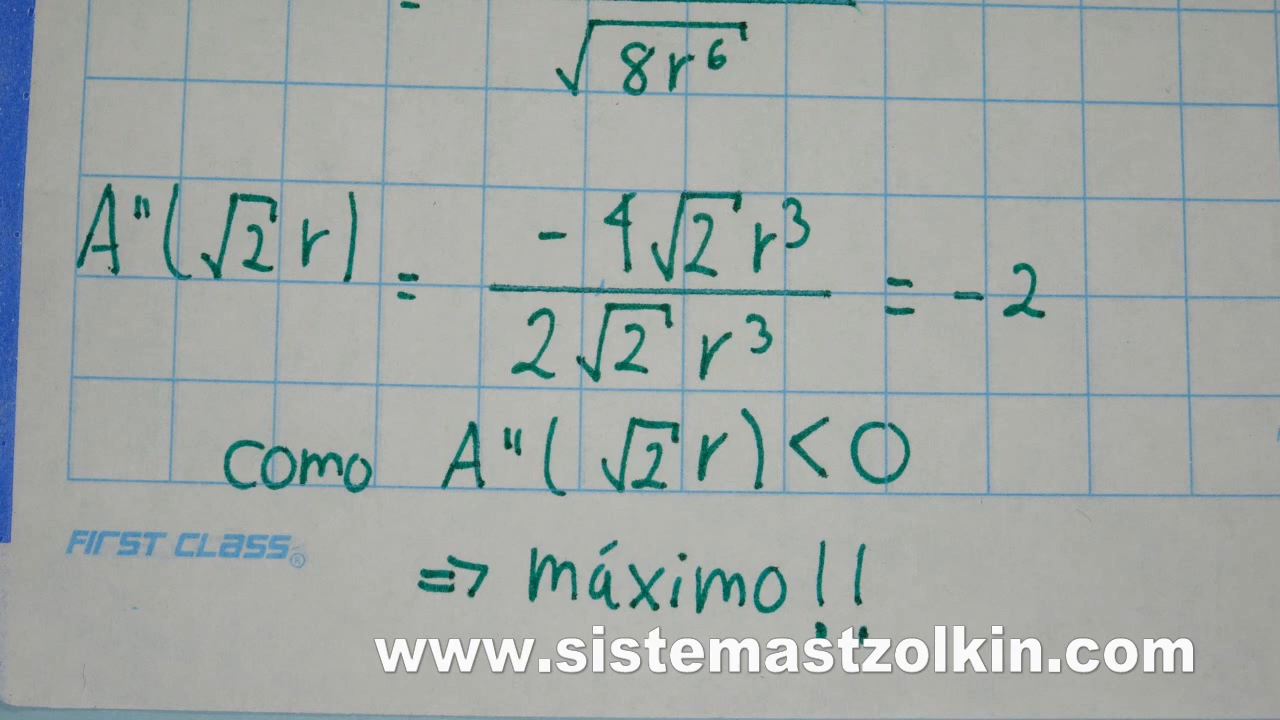 √8r⁶
A"(√2 r) = -4√2 r³ / 2√2 r³ = -2
como A"(√2 r) < 0
FIRST CLASS®
=> máximo!!
www.sistemastzolkin.com